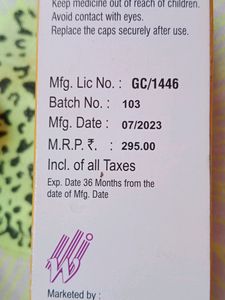 Keep medicine out of reach of children.
Avoid contact with eyes.
Replace the caps securely after use.
Mfg. Lic No. : GC/1446
Batch No. : 103
Mfg. Date : 07/2023
M.R.P. ₹. : 295.00
Incl. of all Taxes
Exp. Date 36 Months from the
date of Mfg. Date
Marketed by :